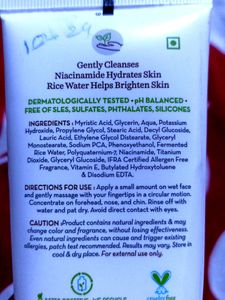 Gently Cleanses
Niacinamide Hydrates Skin
Rice Water Helps Brighten Skin
DERMATOLOGICALLY TESTED • pH BALANCED •
FREE OF SLES, SULFATES, PHTHALATES, SILICONES
INGREDIENTS : Myristic Acid, Glycerin, Aqua, Potassium
Hydroxide, Propylene Glycol, Stearic Acid, Decyl Glucoside,
Lauric Acid, Ethylene Glycol Distearate, Glyceryl
Monostearate, Sodium PCA, Phenoxyethanol, Fermented
Rice Water, Polyquaternium-7, Niacinamide, Titanium
Dioxide, Glyceryl Glucoside, IFRA Certified Allergen Free
Fragrance, Vitamin E, Butylated Hydroxytoluene
& Disodium EDTA.
DIRECTIONS FOR USE : Apply a small amount on wet face
and gently massage with your fingertips in a circular motion.
Concentrate on forehead, nose, and chin. Rinse off with
water and pat dry. Avoid direct contact with eyes.
CAUTION :Product contains natural ingredients & may
change color and fragrance, without losing effectiveness.
Even natural ingredients can cause and trigger existing
allergies, patch test recommended. Results may vary. Store in
cool & dry place. For external use only.